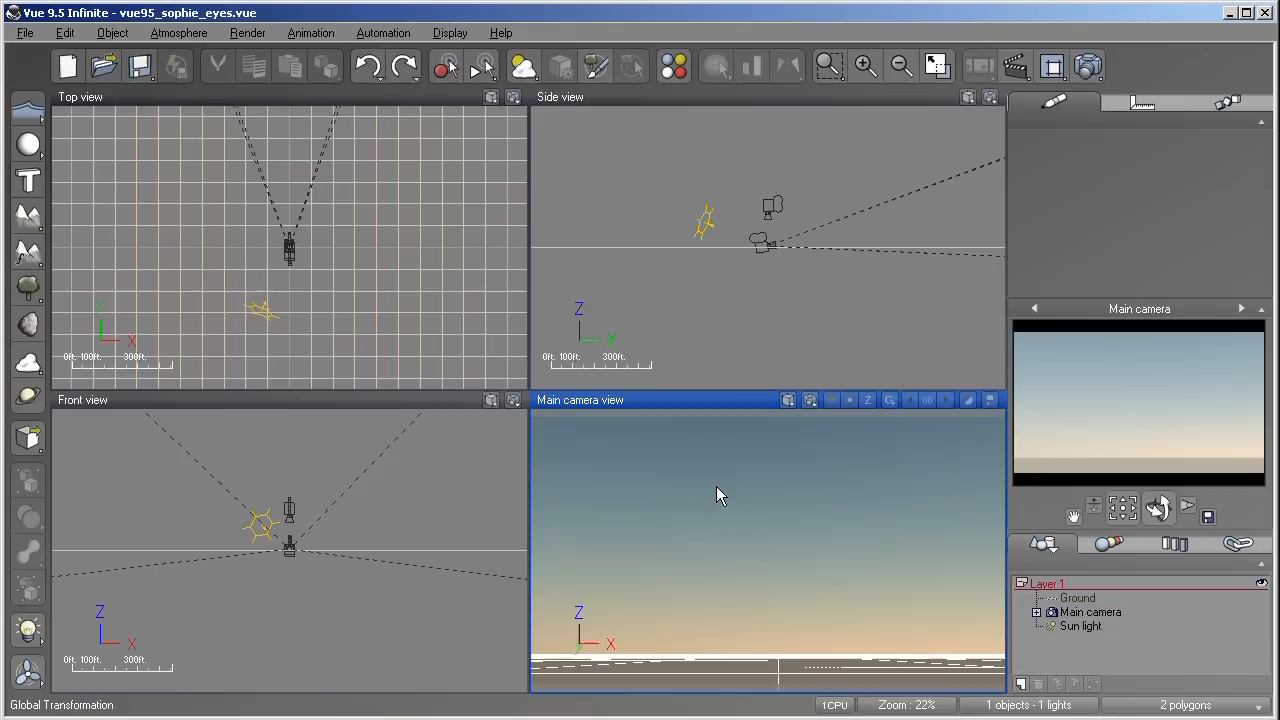 Vue 9.5 Infinite - vue95_sophie_eyes.vue
File Edit Object Atmosphere Render Animation Automation Display Help
Top view
Side view
Y
X
0ft. 100ft. 300ft.
Z
y
0ft. 100ft. 300ft.
Main camera
Front view
Main camera view
Z
Z
X
0ft. 100ft. 300ft.
Z
X
Layer 1
Ground
Main camera
Sun light
Global Transformation
1CPU
Zoom : 22%
1 objects - 1 lights
2 polygons